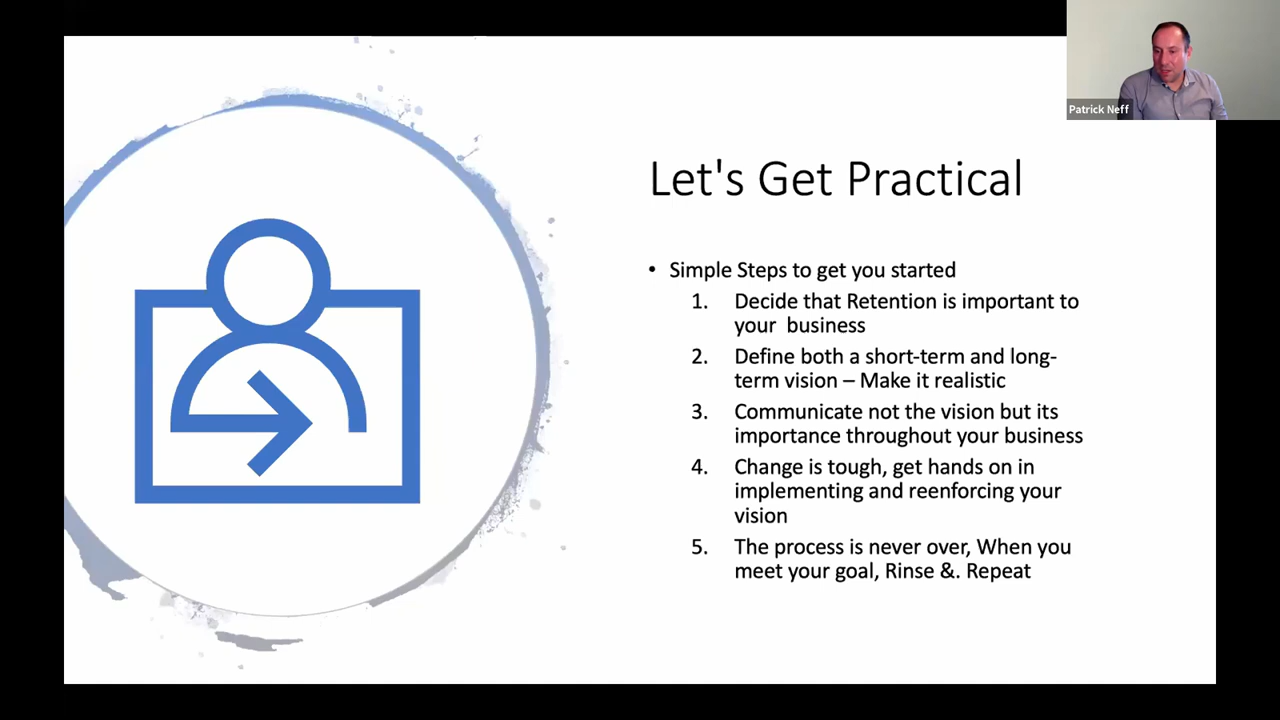 Patrick Neff
Let's Get Practical
• Simple Steps to get you started
1. Decide that Retention is important to
your business
2. Define both a short-term and long-
term vision – Make it realistic
3. Communicate not the vision but its
importance throughout your business
4. Change is tough, get hands on in
implementing and reenforcing your
vision
5. The process is never over, When you
meet your goal, Rinse &. Repeat